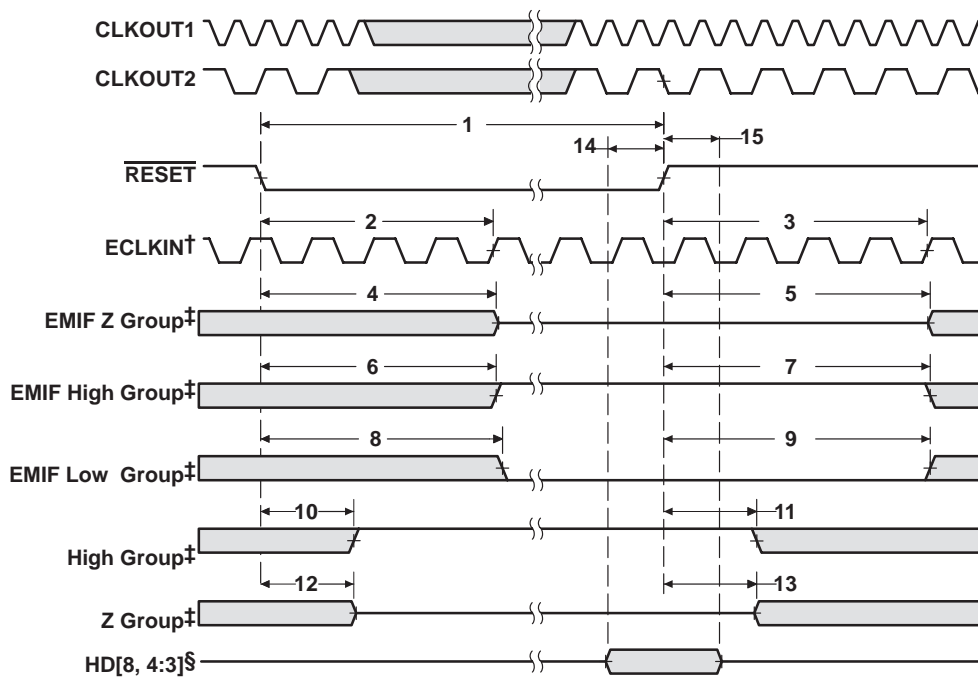 CLKOUT1
CLKOUT2
1
14
15
RESET
2
3
ECLKIN†
4
5
EMIF Z Group‡
6
7
EMIF High Group‡
8
9
EMIF Low Group‡
10
11
High Group‡
12
13
Z Group‡
HD[8, 4:3]§